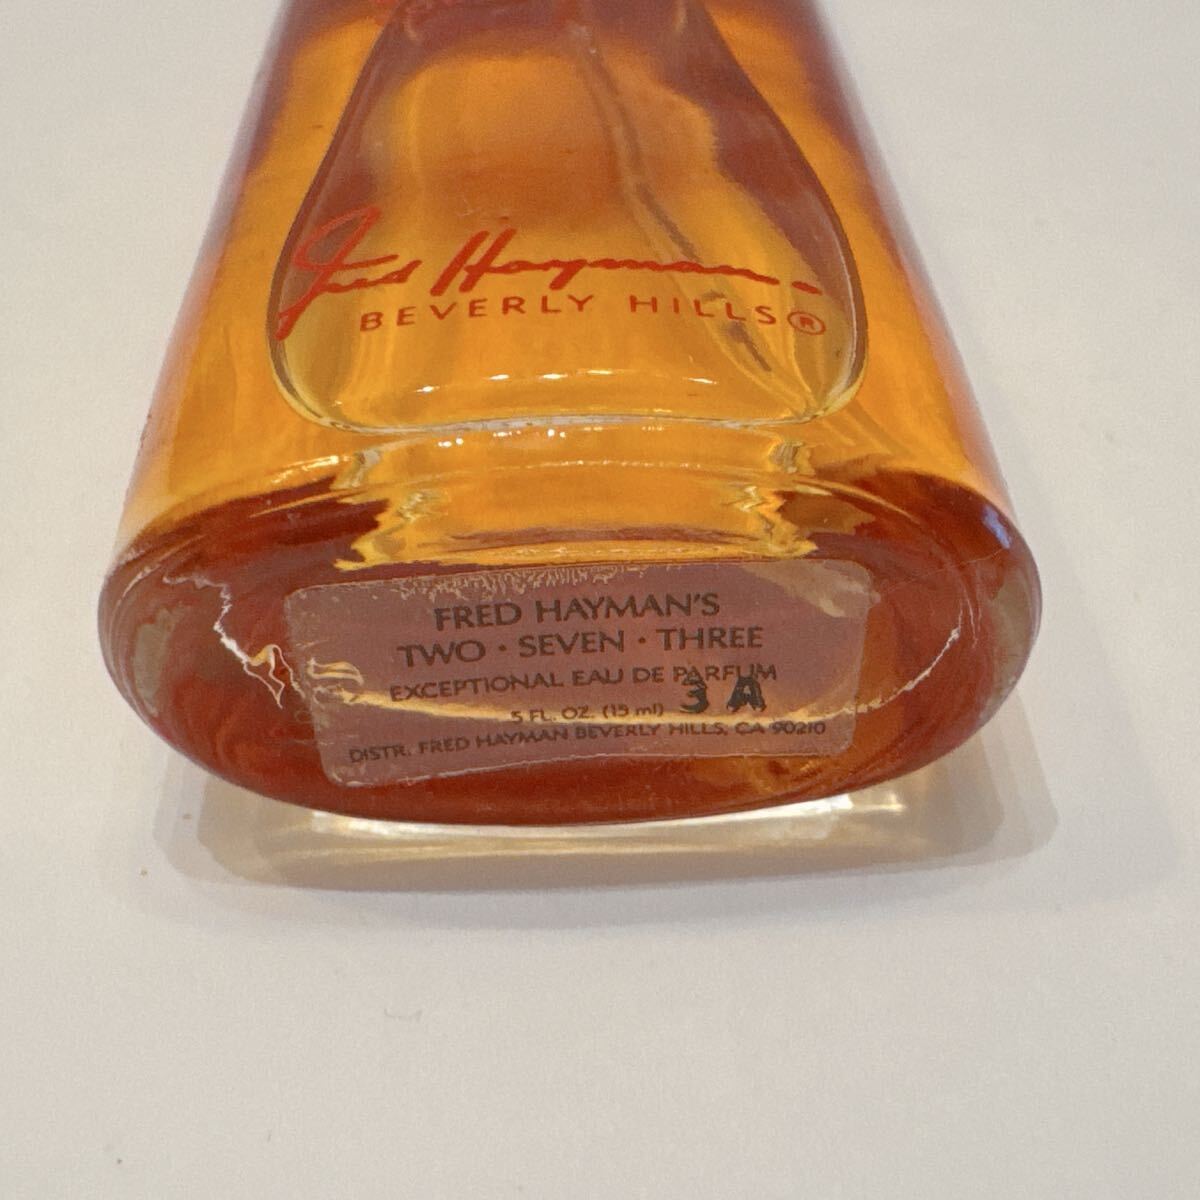 Fred Hayman.
BEVERLY HILLS®
FRED HAYMAN'S
TWO · SEVEN · THREE
EXCEPTIONAL EAU DE PARFUM
.5 FL. OZ. (15 ml) 3 A
DISTR. FRED HAYMAN BEVERLY HILLS, CA 90210